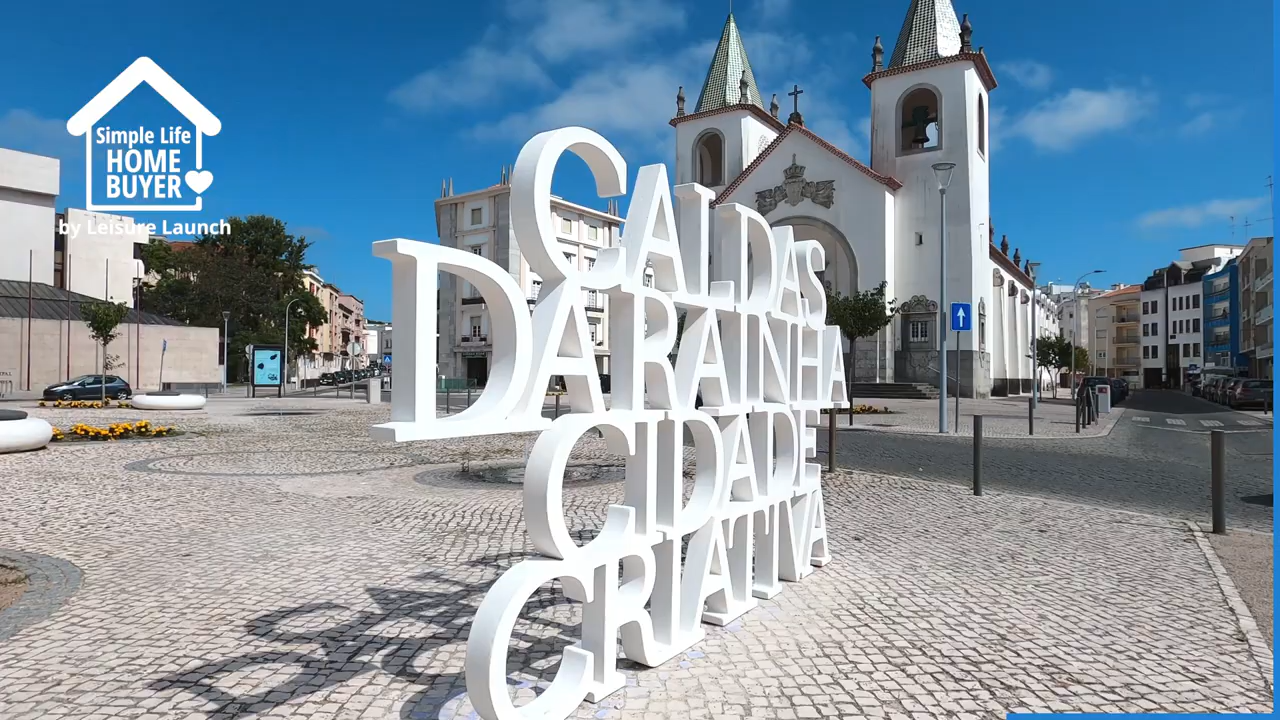 Simple Life
HOME
BUYER
by Leisure Launch
CALDAS
DA RAINHA
CIDADE
CRIATIVA